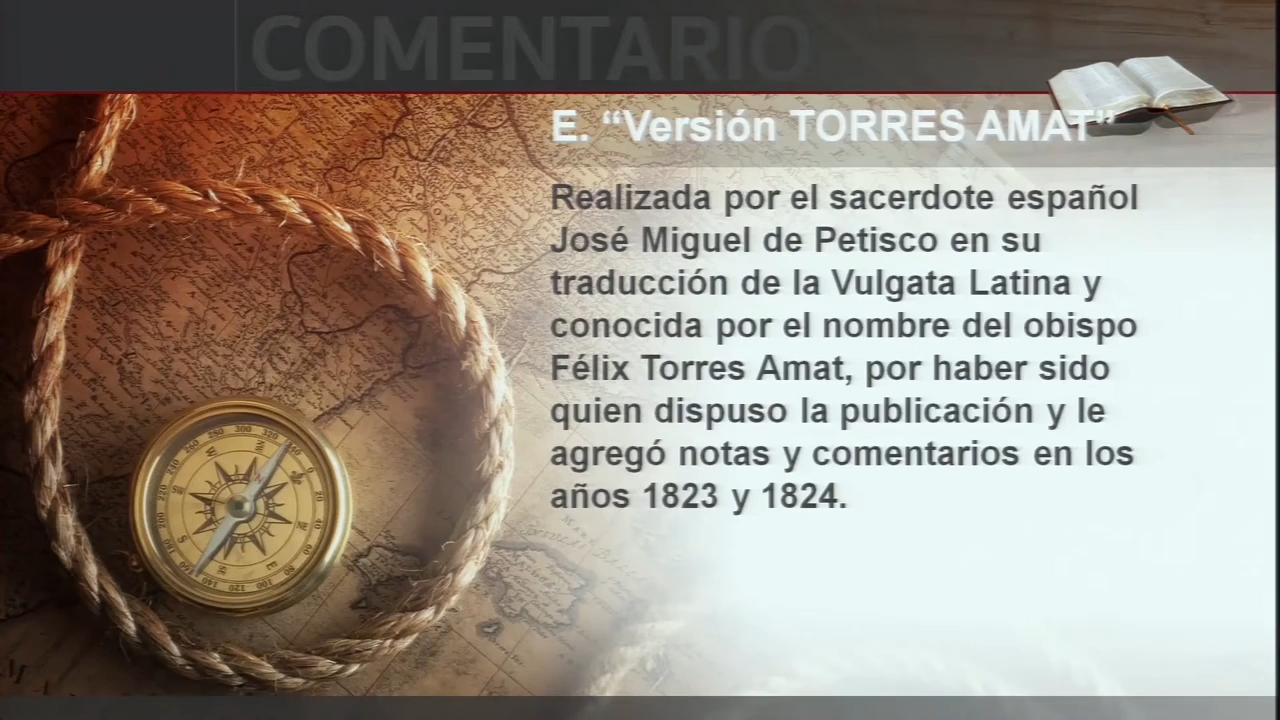 COMENTARIO
E. “Versión TORRES AMAT”
Realizada por el sacerdote español
José Miguel de Petisco en su
traducción de la Vulgata Latina y
conocida por el nombre del obispo
Félix Torres Amat, por haber sido
quien dispuso la publicación y le
agregó notas y comentarios en los
años 1823 y 1824.